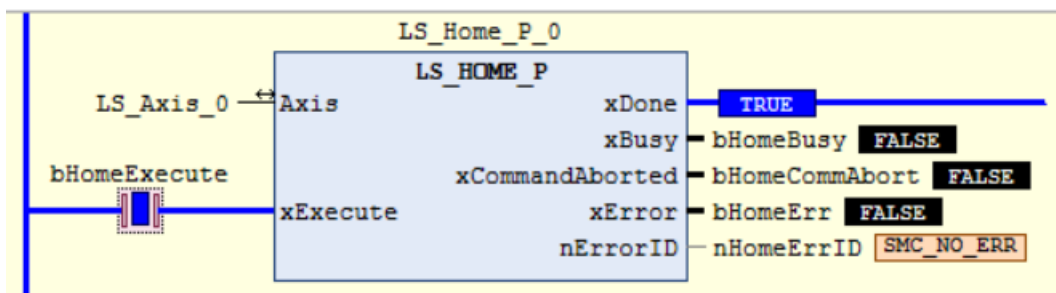 LS_Home_P_0
LS_HOME_P
LS_Axis_0 Axis xDone TRUE
xBusy bHomeBusy FALSE
bHomeExecute xCommandAborted bHomeCommAbort FALSE
xExecute xError bHomeErr FALSE
nErrorID nHomeErrID SMC_NO_ERR